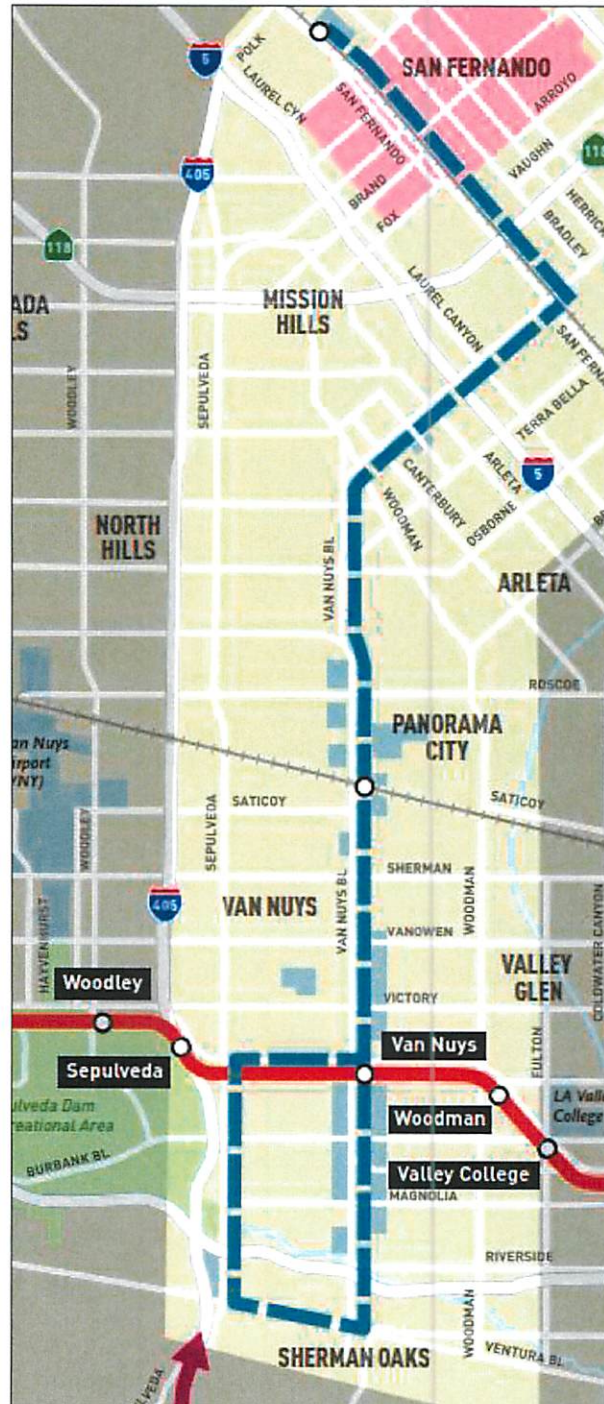 5
POLK
SAN FERNANDO
LAUREL CYN
SAN FERNANDO
ARROYO
118
405
VAUGHN
BRAND
HERRICK
FOX
BRADLEY
118
MISSION
HILLS
LAUREL CANYON
ADA
LS
SAN FERNA
WOODLEY
SEPULVEDA
TERRA BELLA
CANTERBURY
ARLETA
5
WOODMAN
OSBORNE
NORTH
HILLS
VAN NUYS BL
ARLETA
ROSCOE
PANORAMA
CITY
an Nuys
irport
VNY)
SATICOY
SATICOY
WOODLEY
SEPULVEDA
VAN NUYS BL
SHERMAN
WOODMAN
405
VAN NUYS
VANOWEN
HAYVENHURST
COLDWATER CANYON
VALLEY
GLEN
Woodley
VICTORY
Van Nuys
Sepulveda
FULTON
ulveda Dam
reational Area
Woodman
LA Vall
College
BURBANK BL
Valley College
MAGNOLIA
RIVERSIDE
WOODMAN
SHERMAN OAKS
VENTURA BL
LVEDA